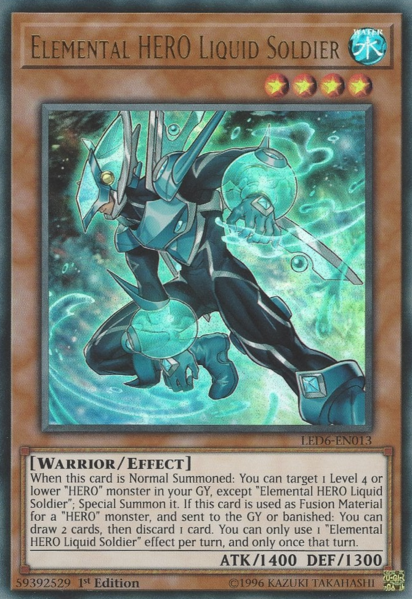 Elemental HERO Liquid Soldier
WATER
水
LED6-EN013
[Warrior/Effect]
When this card is Normal Summoned: You can target 1 Level 4 or
lower "HERO" monster in your GY, except "Elemental HERO Liquid
Soldier"; Special Summon it. If this card is used as Fusion Material
for a "HERO" monster, and sent to the GY or banished: You can
draw 2 cards, then discard 1 card. You can only use 1 "Elemental
HERO Liquid Soldier" effect per turn, and only once that turn.
ATK/1400 DEF/1300
59392529 1st Edition ©1996 KAZUKI TAKAHASHI